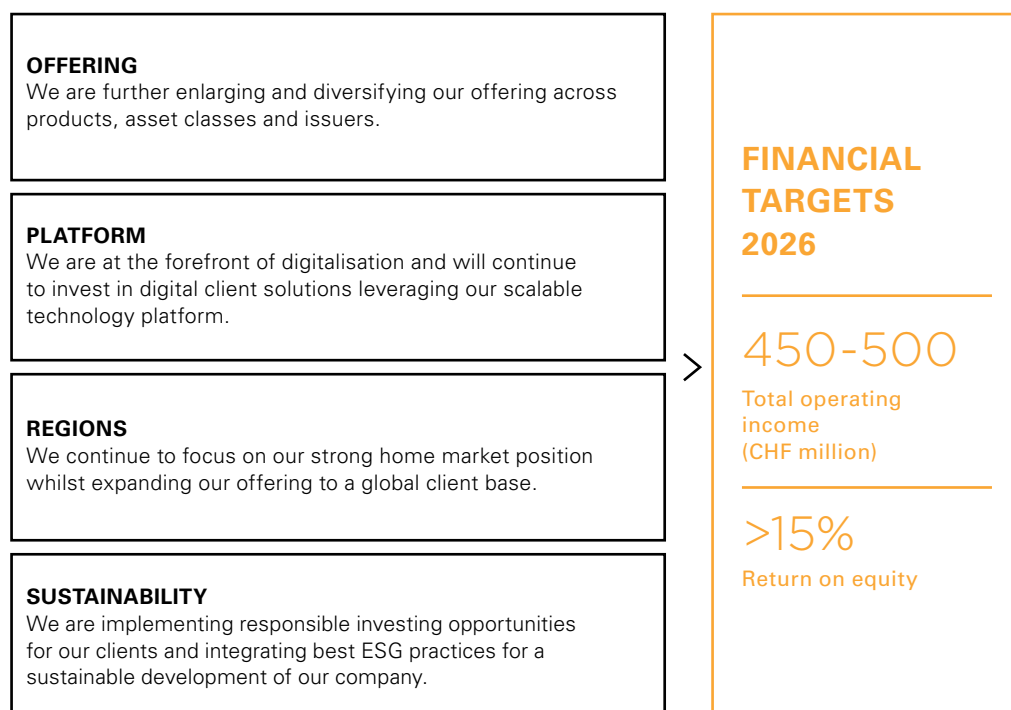 OFFERING
We are further enlarging and diversifying our offering across
products, asset classes and issuers.
PLATFORM
We are at the forefront of digitalisation and will continue
to invest in digital client solutions leveraging our scalable
technology platform.
REGIONS
We continue to focus on our strong home market position
whilst expanding our offering to a global client base.
SUSTAINABILITY
We are implementing responsible investing opportunities
for our clients and integrating best ESG practices for a
sustainable development of our company.
FINANCIAL
TARGETS
2026
450-500
Total operating
income
(CHF million)
>15%
Return on equity